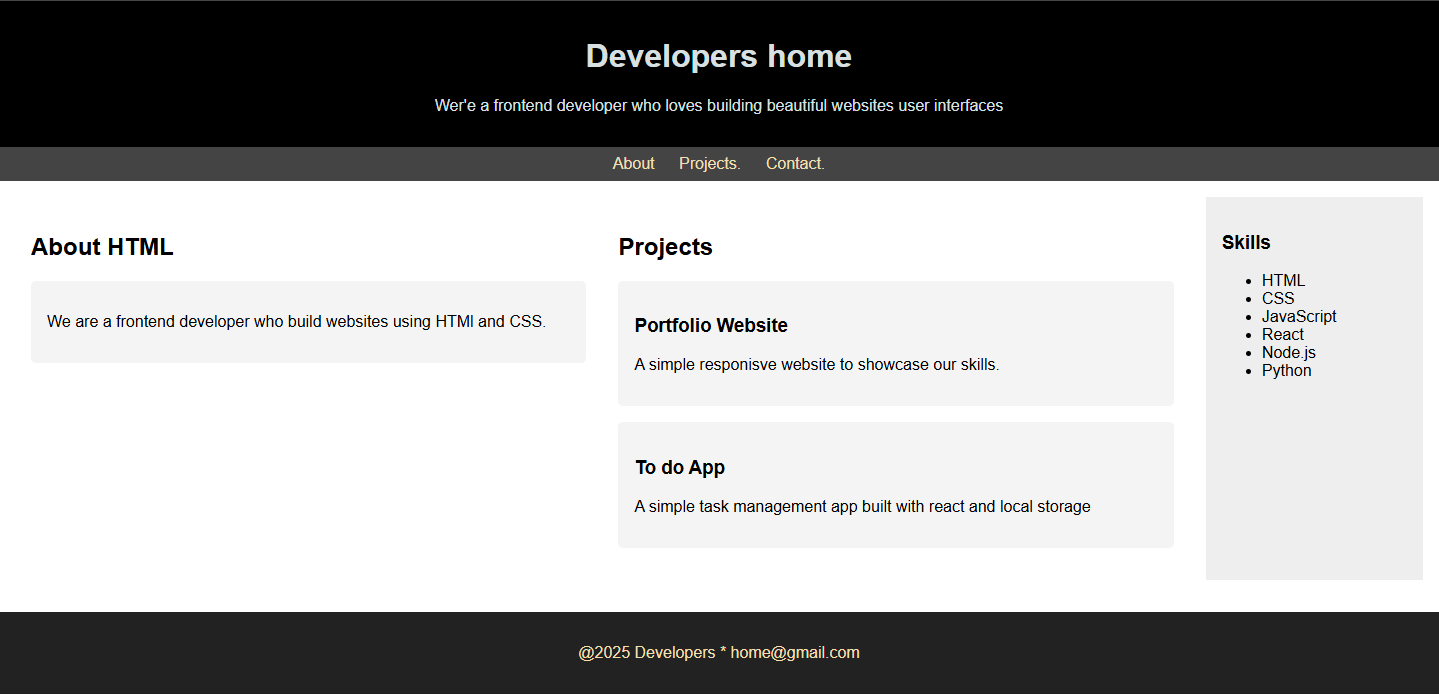 Developers home
Wer'e a frontend developer who loves building beautiful websites user interfaces
About Projects. Contact.
About HTML
We are a frontend developer who build websites using HTMl and CSS.
Projects
Portfolio Website
A simple responisve website to showcase our skills.
To do App
A simple task management app built with react and local storage
Skills
HTML
CSS
JavaScript
React
Node.js
Python
@2025 Developers * home@gmail.com